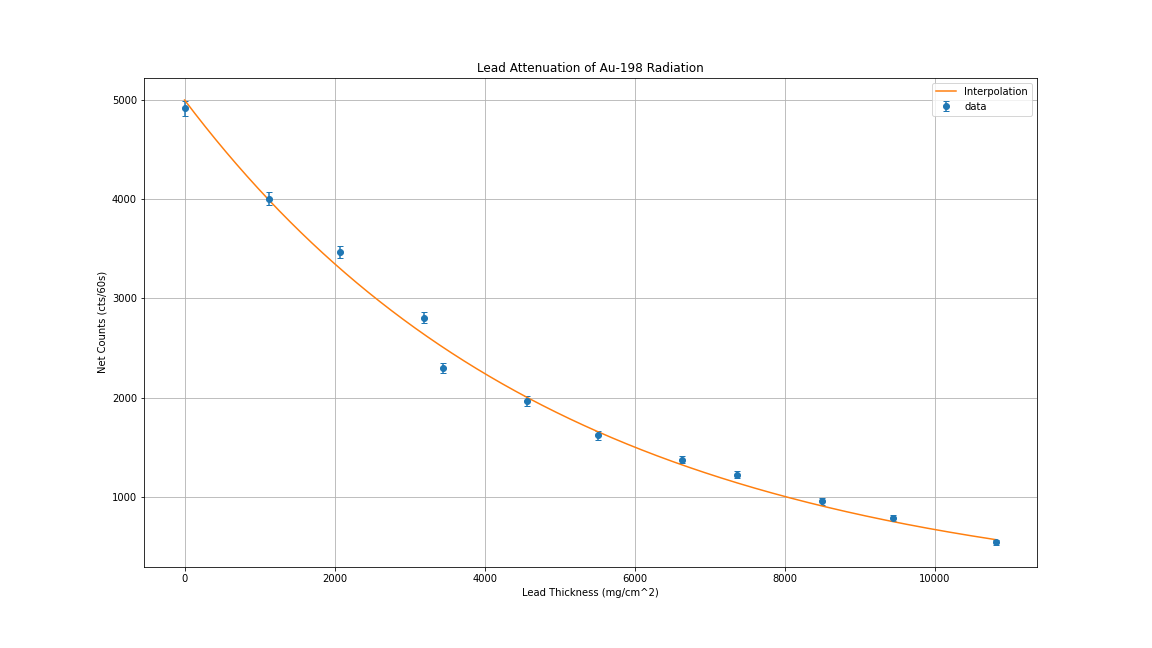 Lead Attenuation of Au-198 Radiation
Interpolation
data
5000
4000
3000
2000
1000
Net Counts (cts/60s)
0 2000 4000 6000 8000 10000
Lead Thickness (mg/cm^2)